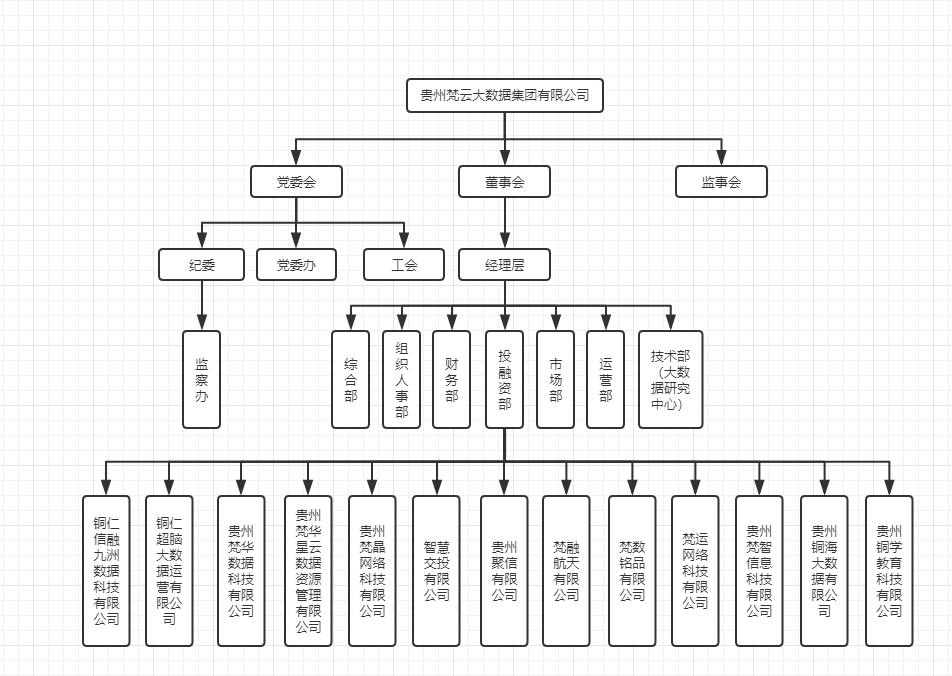 贵州梵云大数据集团有限公司
党委会
董事会
监事会
纪委
党委办
工会
经理层
监
察
办
综
合
部
组
织
人
事
部
财
务
部
投
融
资
部
市
场
部
运
营
部
技术部
（大数
据研究
中心）
铜仁
信融
九洲
数据
科技
有限
公司
铜仁
超脑
大数
据运
营有
限公
司
贵州
梵华
数据
科技
有限
公司
贵州
梵华
星云
数据
资源
管理
有限
公司
贵州
梵晶
网络
科技
有限
公司
智慧
交投
有限
公司
贵州
聚信
有限
公司
梵融
航天
有限
公司
梵数
铭品
有限
公司
梵运
网络
科技
有限
公司
贵州
梵智
信息
科技
有限
公司
贵州
铜海
大数
据有
限公
司
贵州
铜学
教育
科技
有限
公司